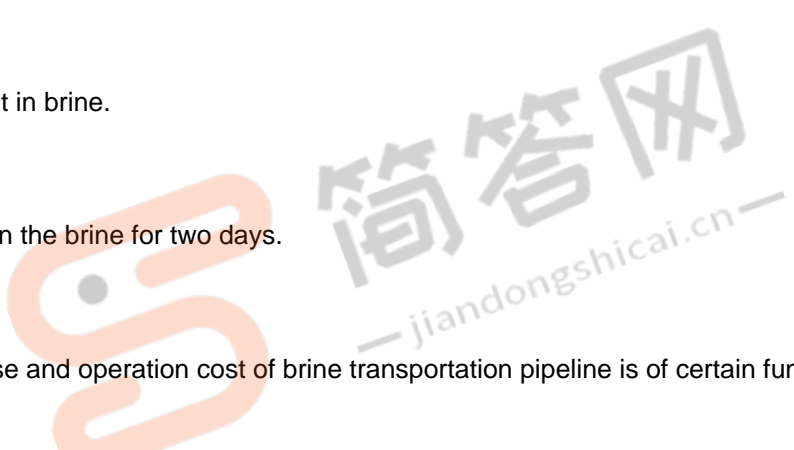 t in brine.
简答网
n the brine for two days.
jiandongshicai.cn
se and operation cost of brine transportation pipeline is of certain fur